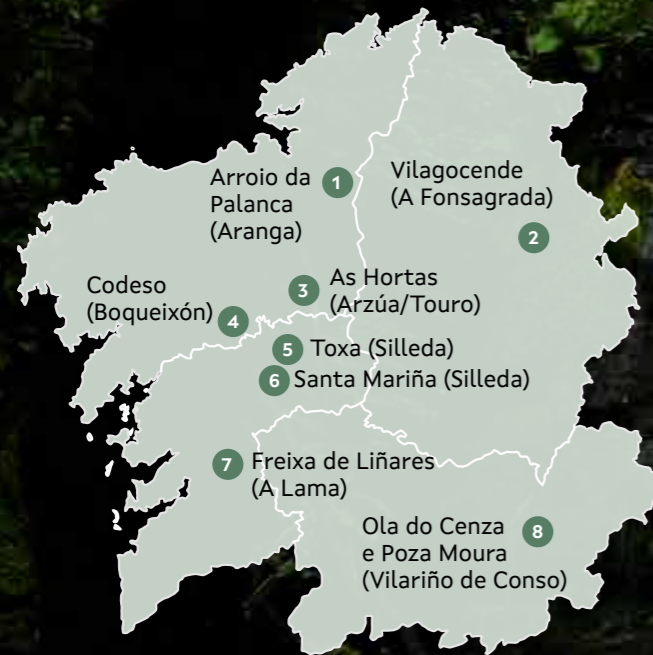 Arroio da
Palanca
(Aranga)
1
Vilagocende
(A Fonsagrada)
2
3
As Hortas
(Arzúa/Touro)
Codeso
(Boqueixón)
4
5
Toxa (Silleda)
6
Santa Mariña (Silleda)
7
Freixa de Liñares
(A Lama)
Ola do Cenza
e Poza Moura
(Vilariño de Conso)
8